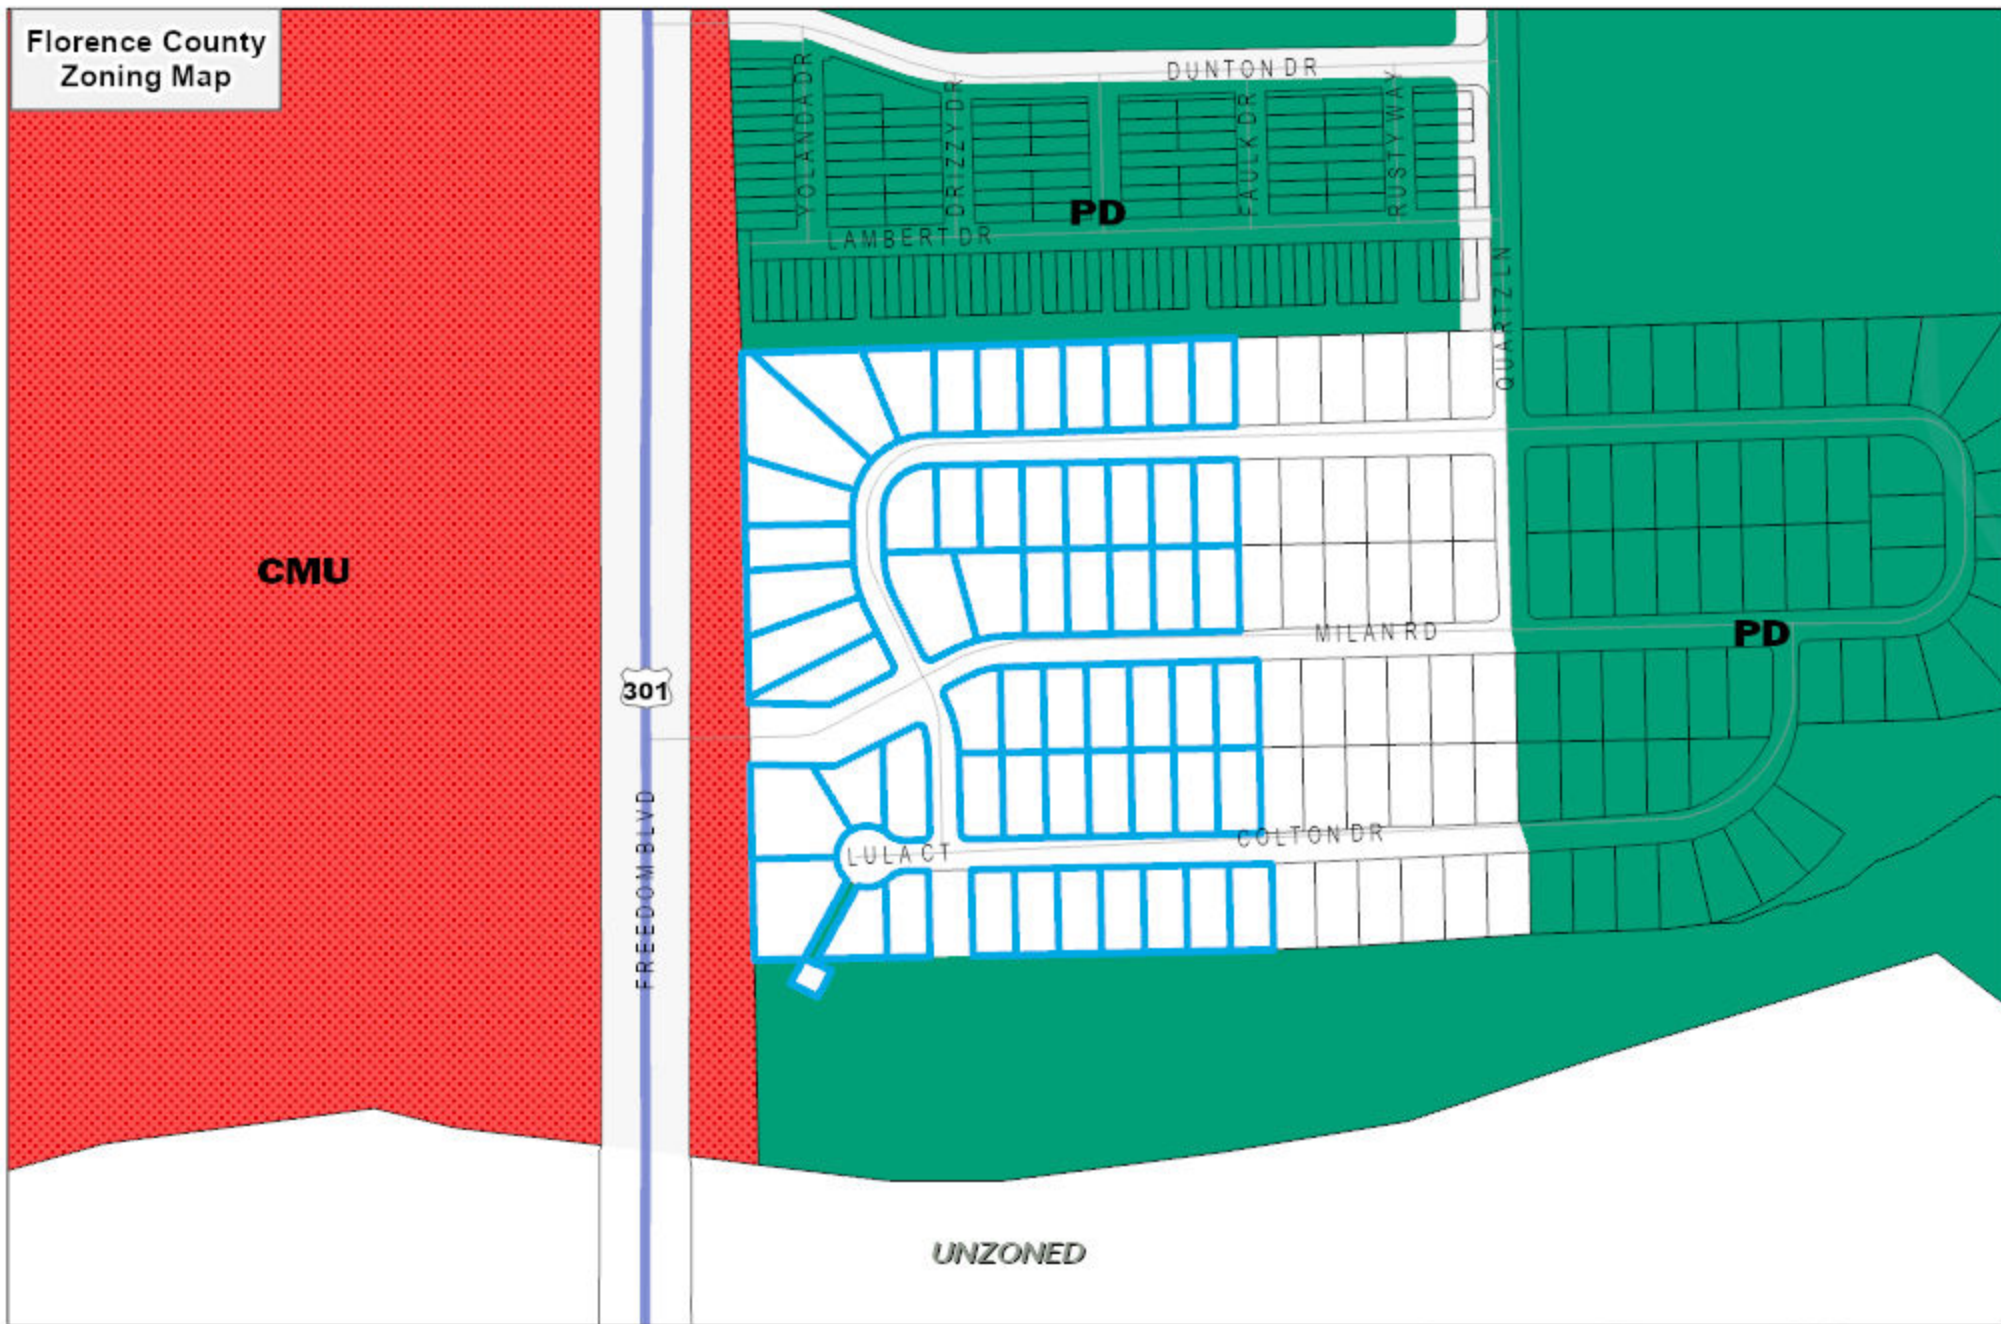 Florence County
Zoning Map
DUNTON DR
YOLANDA DR
DRIZZY DR
FAULK DR
RUSTY WAY
PD
LAMBERT DR
QUARTZ LN
CMU
MILAN RD
PD
301
FREEDOM BLVD
COLTON DR
LULA CT
UNZONED